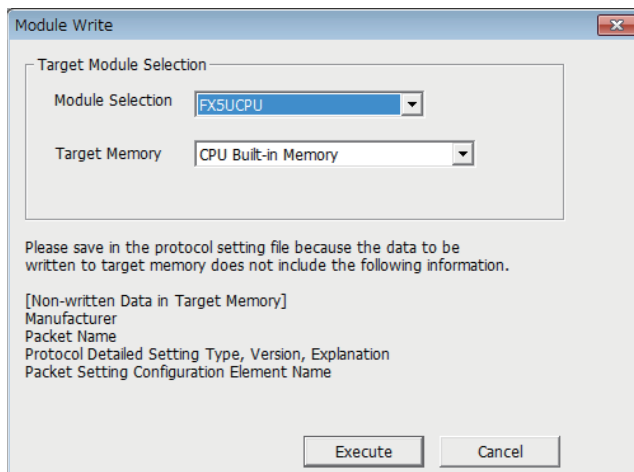 Module Write
Target Module Selection
Module Selection FX5UCPU
Target Memory CPU Built-in Memory
Please save in the protocol setting file because the data to be
written to target memory does not include the following information.
[Non-written Data in Target Memory]
Manufacturer
Packet Name
Protocol Detailed Setting Type, Version, Explanation
Packet Setting Configuration Element Name
Execute Cancel